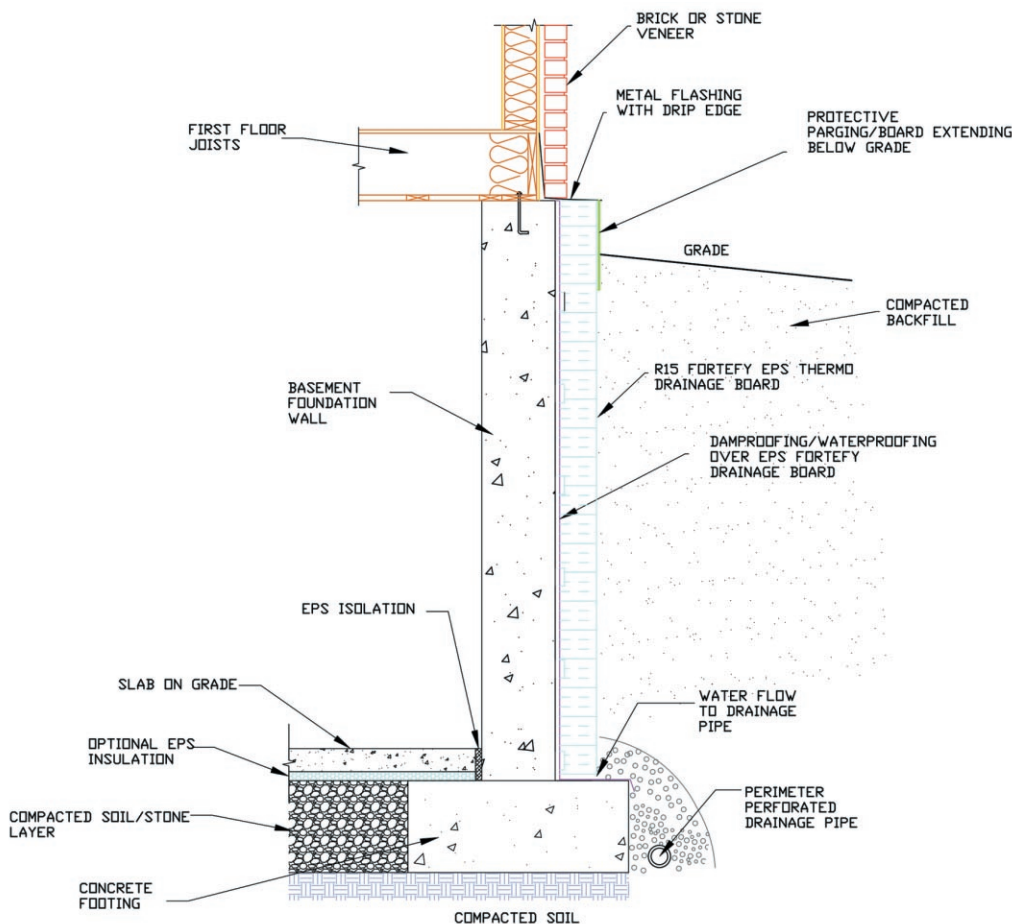 BRICK OR STONE
VENEER
METAL FLASHING
WITH DRIP EDGE
PROTECTIVE
PARGING/BOARD EXTENDING
BELOW GRADE
FIRST FLOOR
JOISTS
GRADE
COMPACTED
BACKFILL
R15 FORTEFY EPS THERMO
DRAINAGE BOARD
BASEMENT
FOUNDATION
WALL
DAMPROOFING/WATERPROOFING
OVER EPS FORTEFY
DRAINAGE BOARD
EPS ISOLATION
SLAB ON GRADE
WATER FLOW
TO DRAINAGE
PIPE
OPTIONAL EPS
INSULATION
PERIMETER
PERFORATED
DRAINAGE PIPE
COMPACTED SOIL/STONE
LAYER
CONCRETE
FOOTING
COMPACTED SOIL